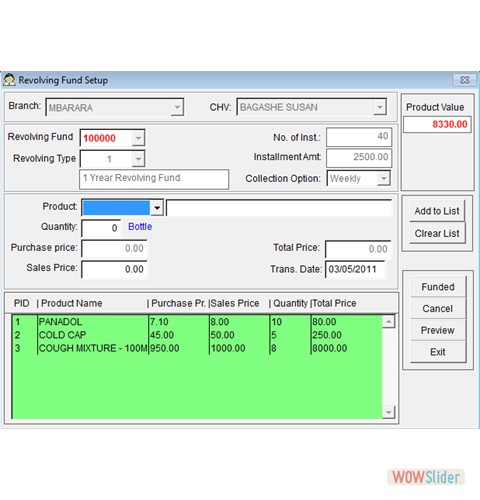 Revolving Fund Setup
Branch: MBARARA CHV: BAGASHE SUSAN
Product Value
8330.00
Revolving Fund 100000 No. of Inst.: 40
Revolving Type 1 Installment Amt: 2500.00
1 Yrear Revolving Fund Collection Option: Weekly
Product:
Quantity: 0 Bottle
Purchase price: 0.00 Total Price: 0.00
Sales Price: 0.00 Trans. Date: 03/05/2011
Add to List
Clrear List
Funded
Cancel
Preview
Exit
PID | Product Name | Purchase Pr. |Sales Price | Quantity |Total Price
1 PANADOL 7.10 8.00 10 80.00
2 COLD CAP 45.00 50.00 5 250.00
3 COUGH MIXTURE - 100M 950.00 1000.00 8 8000.00
WOWSlider